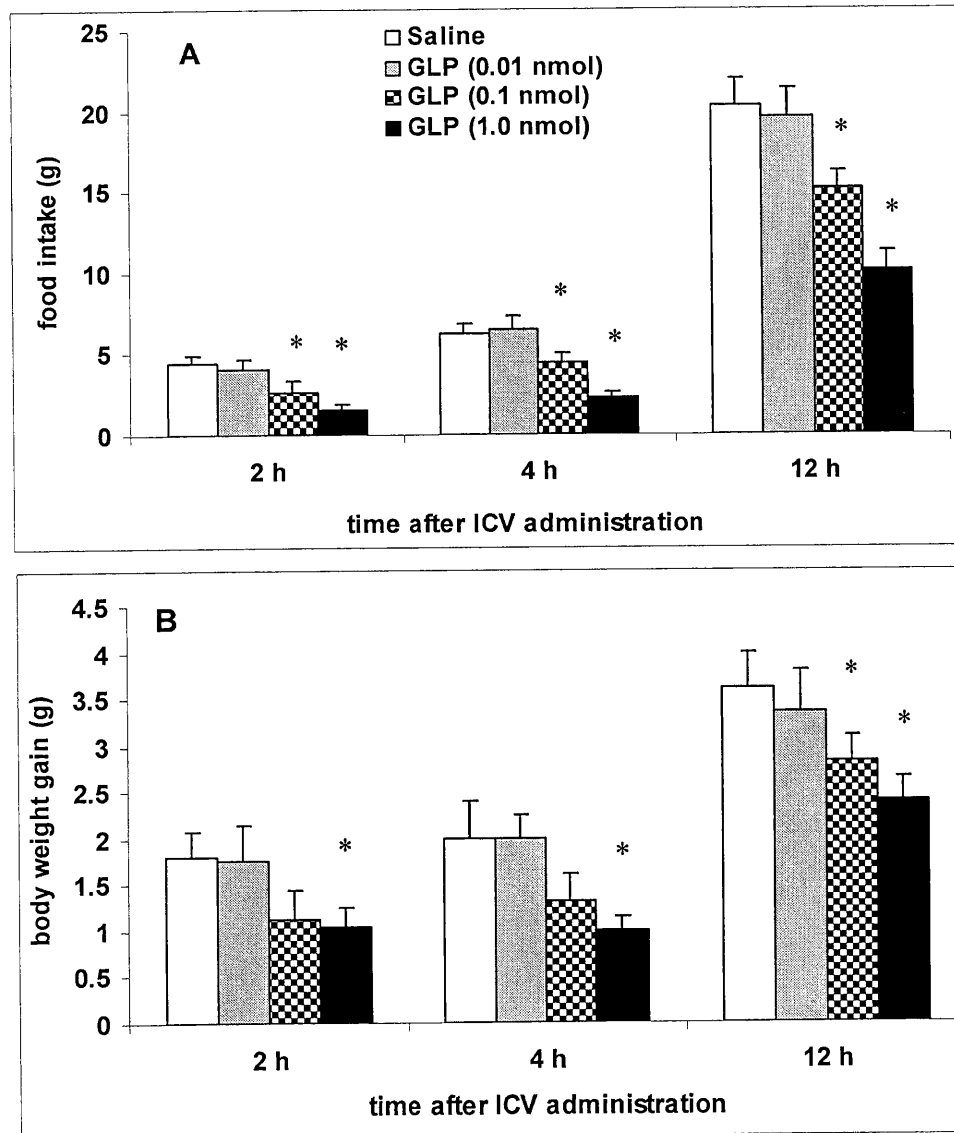 25
20
15
10
5
0
food intake (g)
A
Saline
GLP (0.01 nmol)
GLP (0.1 nmol)
GLP (1.0 nmol)
* *
* *
* *
2 h 4 h 12 h
time after ICV administration
4.5
4
3.5
3
2.5
2
1.5
1
0.5
0
body weight gain (g)
B
*
*
* *
2 h 4 h 12 h
time after ICV administration